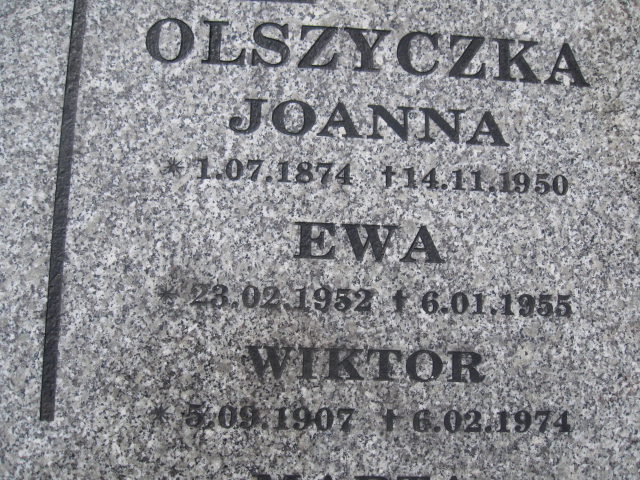 OLSZYCZKA
JOANNA
* 1.07.1874 †14.11.1950
EWA
* 23.02.1952 † 6.01.1955
WIKTOR
* 5.09.1907 † 6.02.1974